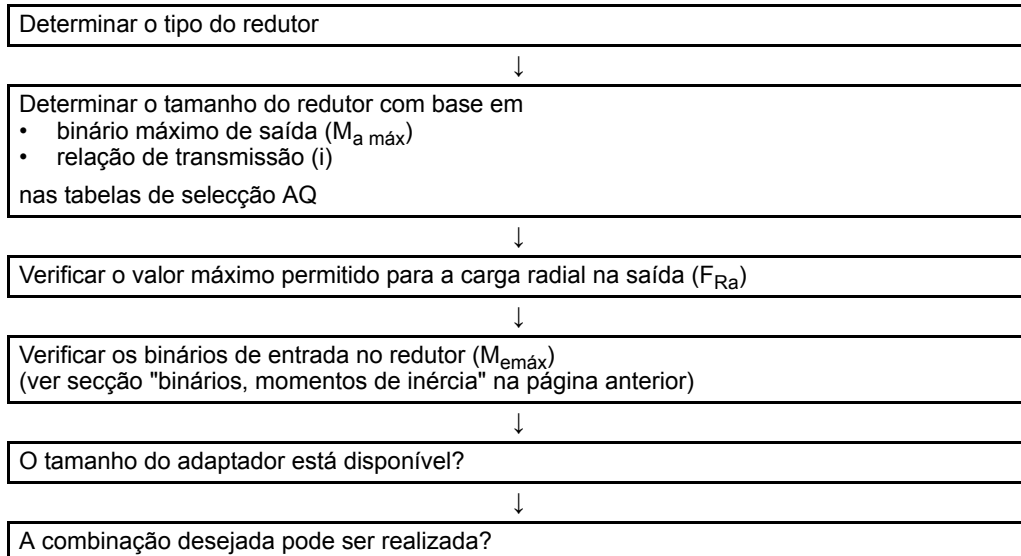 Determinar o tipo do redutor
↓
Determinar o tamanho do redutor com base em
• binário máximo de saída (Ma máx)
• relação de transmissão (i)
nas tabelas de selecção AQ
↓
Verificar o valor máximo permitido para a carga radial na saída (FRa)
↓
Verificar os binários de entrada no redutor (Memáx)
(ver secção "binários, momentos de inércia" na página anterior)
↓
O tamanho do adaptador está disponível?
↓
A combinação desejada pode ser realizada?